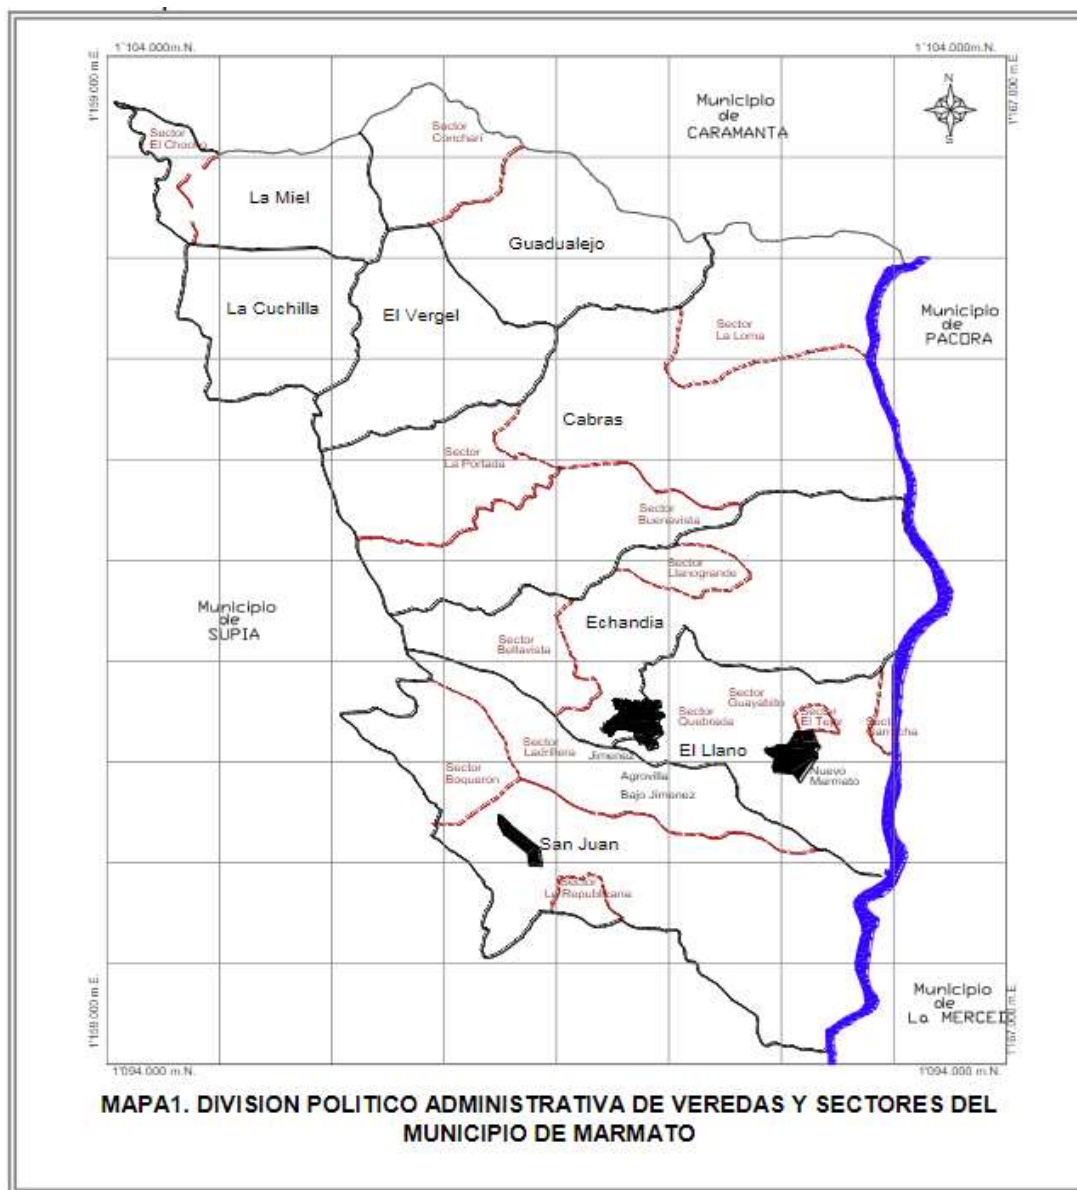 1`104.000m.N.
1`104.000m.N.
1'159.000 m.E.
1'167.000 m.E.
N
S
Municipio
de
CARAMANTA
Sector
El Chocho
Sector
Conchari
La Miel
Guadualejo
La Cuchilla
El Vergel
Sector
La Loma
Municipio
de
PACORA
Cabras
Sector
La Portada
Sector
Buenavista
Sector
Llanogrande
Municipio
de
SUPIA
Echandia
Sector
Bellavista
Sector
Guayabito
Sector
Quebrada
Sector
El Tejar
Sector
Ladrillera
Jimenez
El Llano
Sector
Boqueron
Agrovilla
Nuevo
Marmato
Bajo Jimenez
San Juan
Sector
La Republicana
Municipio
de
La MERCED
1'159.000 m.E.
1'167.000 m.E.
1'094.000 m.N.
1'094.000 m.N.
MAPA1. DIVISION POLITICO ADMINISTRATIVA DE VEREDAS Y SECTORES DEL
MUNICIPIO DE MARMATO